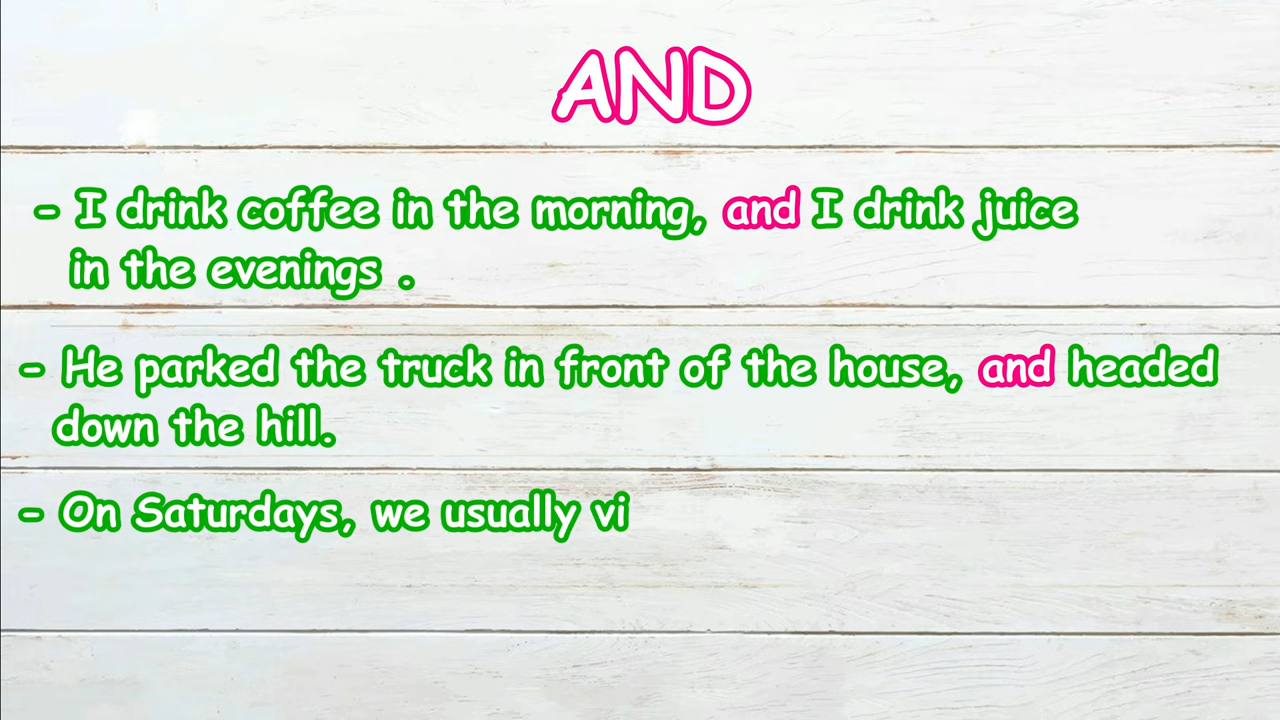 AND
- I drink coffee in the morning, and I drink juice
in the evenings .
- He parked the truck in front of the house, and headed
down the hill.
- On Saturdays, we usually vi